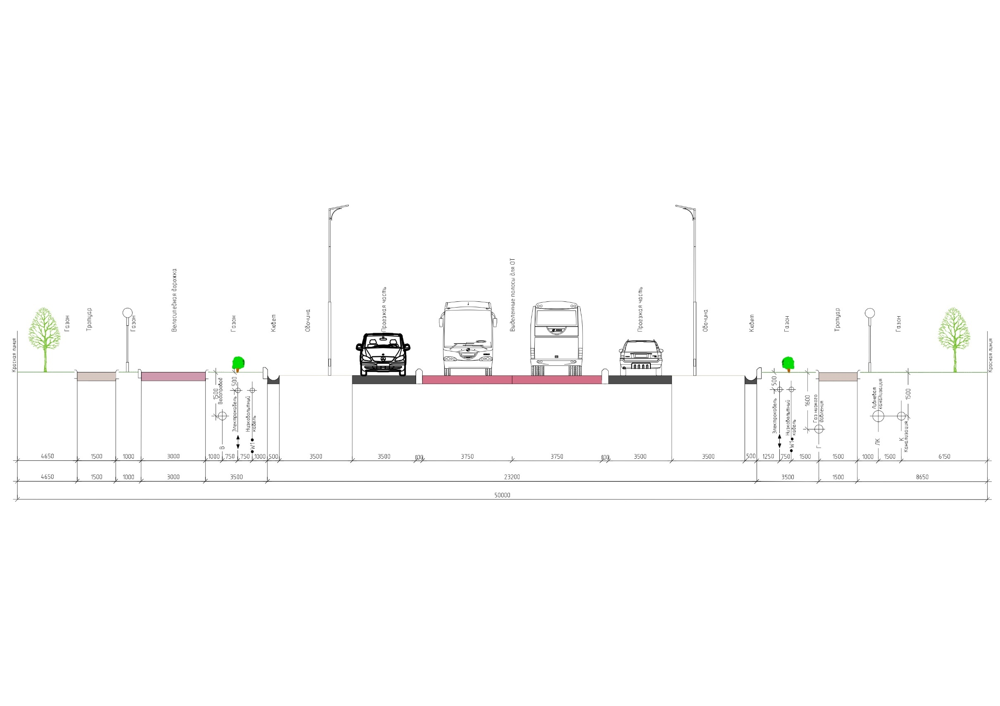 Красная линия
Газон
Тротуар
Газон
Велосипедная дорожка
Газон
Кювет
Обочина
Проезжая часть
Выделенные полосы для ОТ
Проезжая часть
Обочина
Кювет
Газон
Тротуар
Газон
Красная линия
1500
Водопровод
500
Электрокабель
Низковольтный
кабель
В
W1
500
Электрокабель
Низковольтный
кабель
W1
1600
Газ низкого
давления
Г
Ливневая
канализация
ЛК
1500
К
Канализация
4650 1500 1000 3000 1000 750 750 1000 500 3500 3500 100 3750 3750 100 3500 3500 500 1250 750 1500 1500 1000 1500 6150
4650 1500 1000 3000 3500 23200 3500 1500 8650
50000